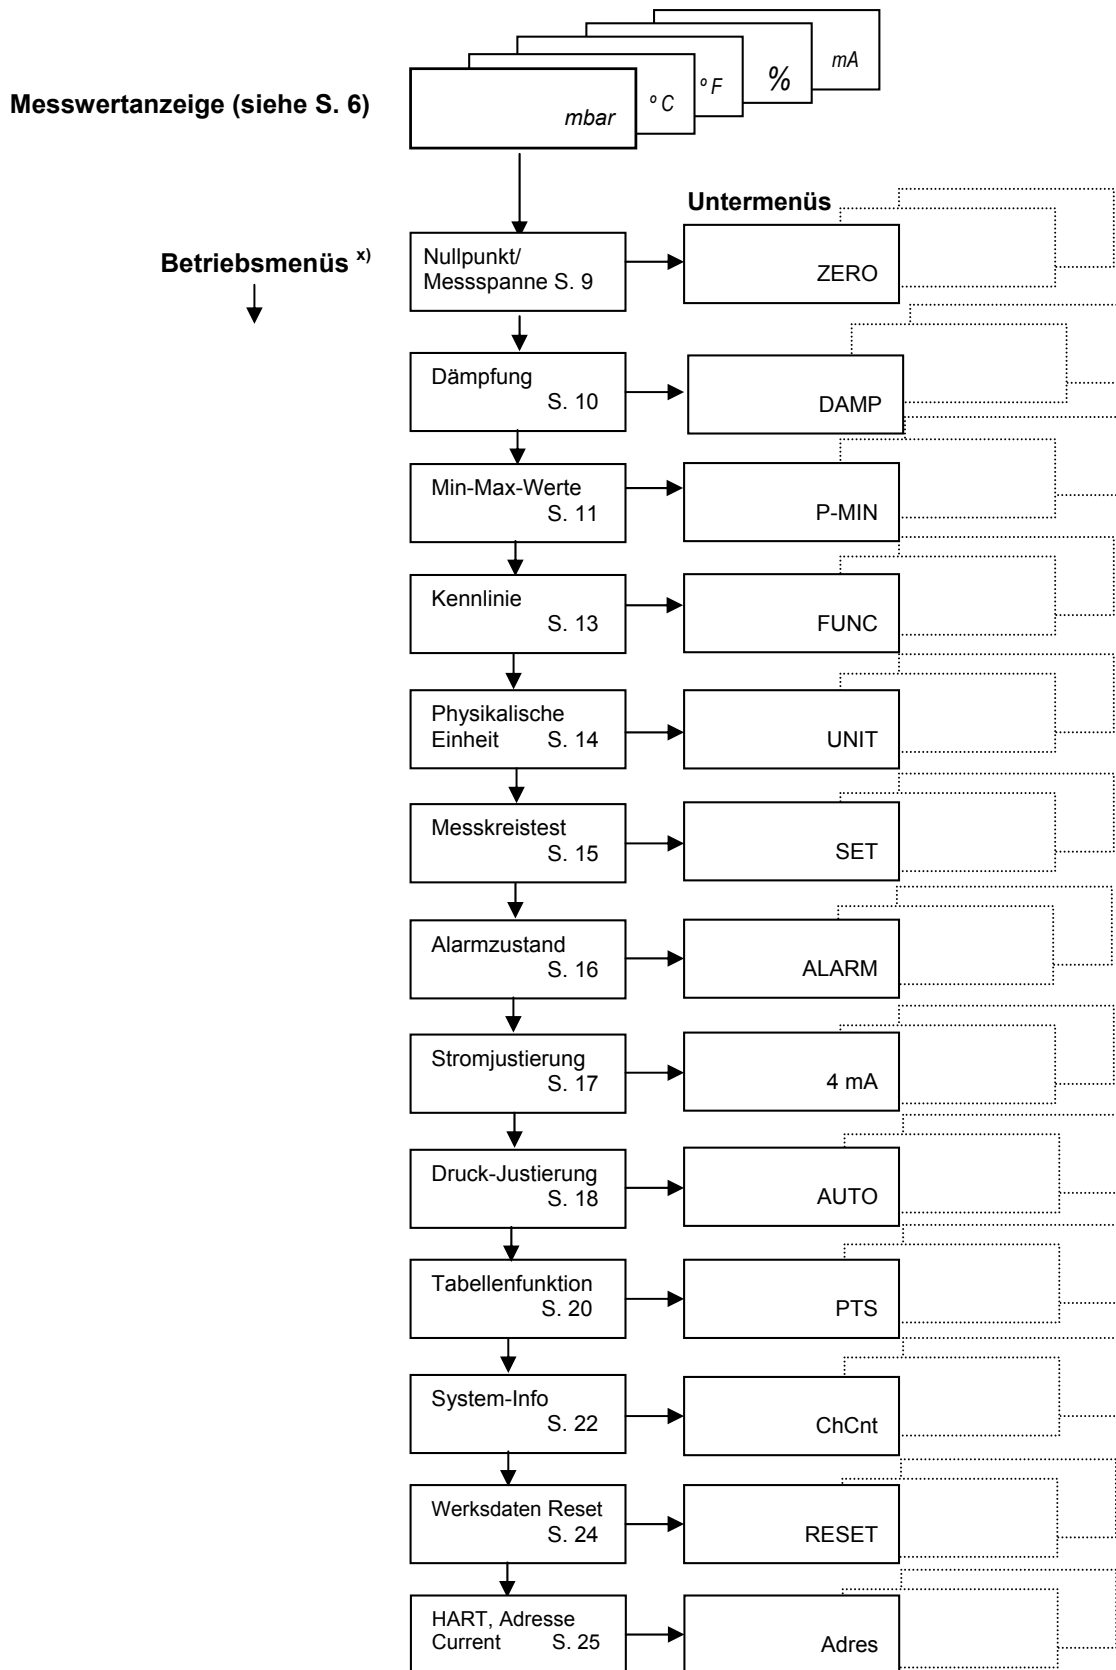 mA
%
º F
º C
mbar
Messwertanzeige (siehe S. 6)
Untermenüs
Betriebsmenüs x)
Nullpunkt/
Messspanne S. 9
ZERO
Dämpfung
S. 10
DAMP
Min-Max-Werte
S. 11
P-MIN
Kennlinie
S. 13
FUNC
Physikalische
Einheit S. 14
UNIT
Messkreistest
S. 15
SET
Alarmzustand
S. 16
ALARM
Stromjustierung
S. 17
4 mA
Druck-Justierung
S. 18
AUTO
Tabellenfunktion
S. 20
PTS
System-Info
S. 22
ChCnt
Werksdaten Reset
S. 24
RESET
HART, Adresse
Current S. 25
Adres